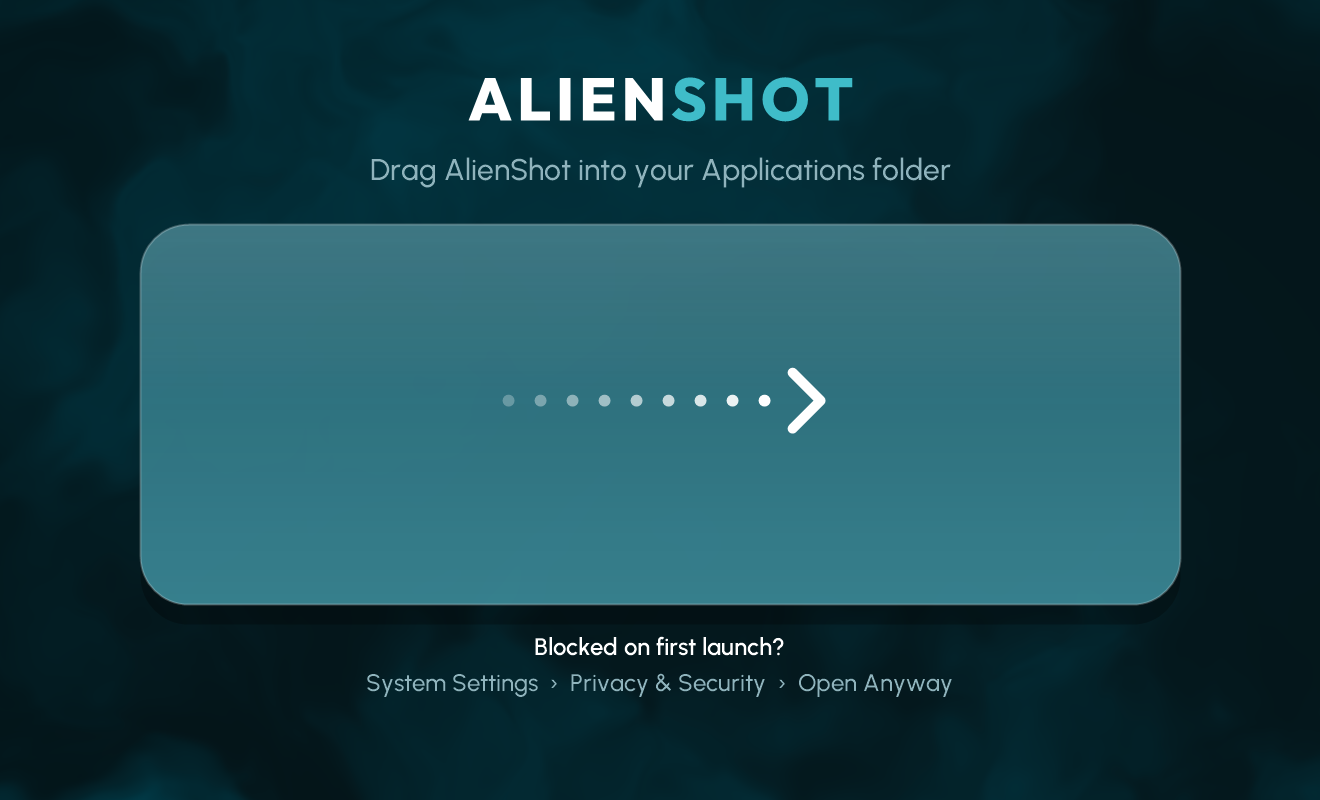 ALIENSHOT
Drag AlienShot into your Applications folder
Blocked on first launch?
System Settings › Privacy & Security › Open Anyway